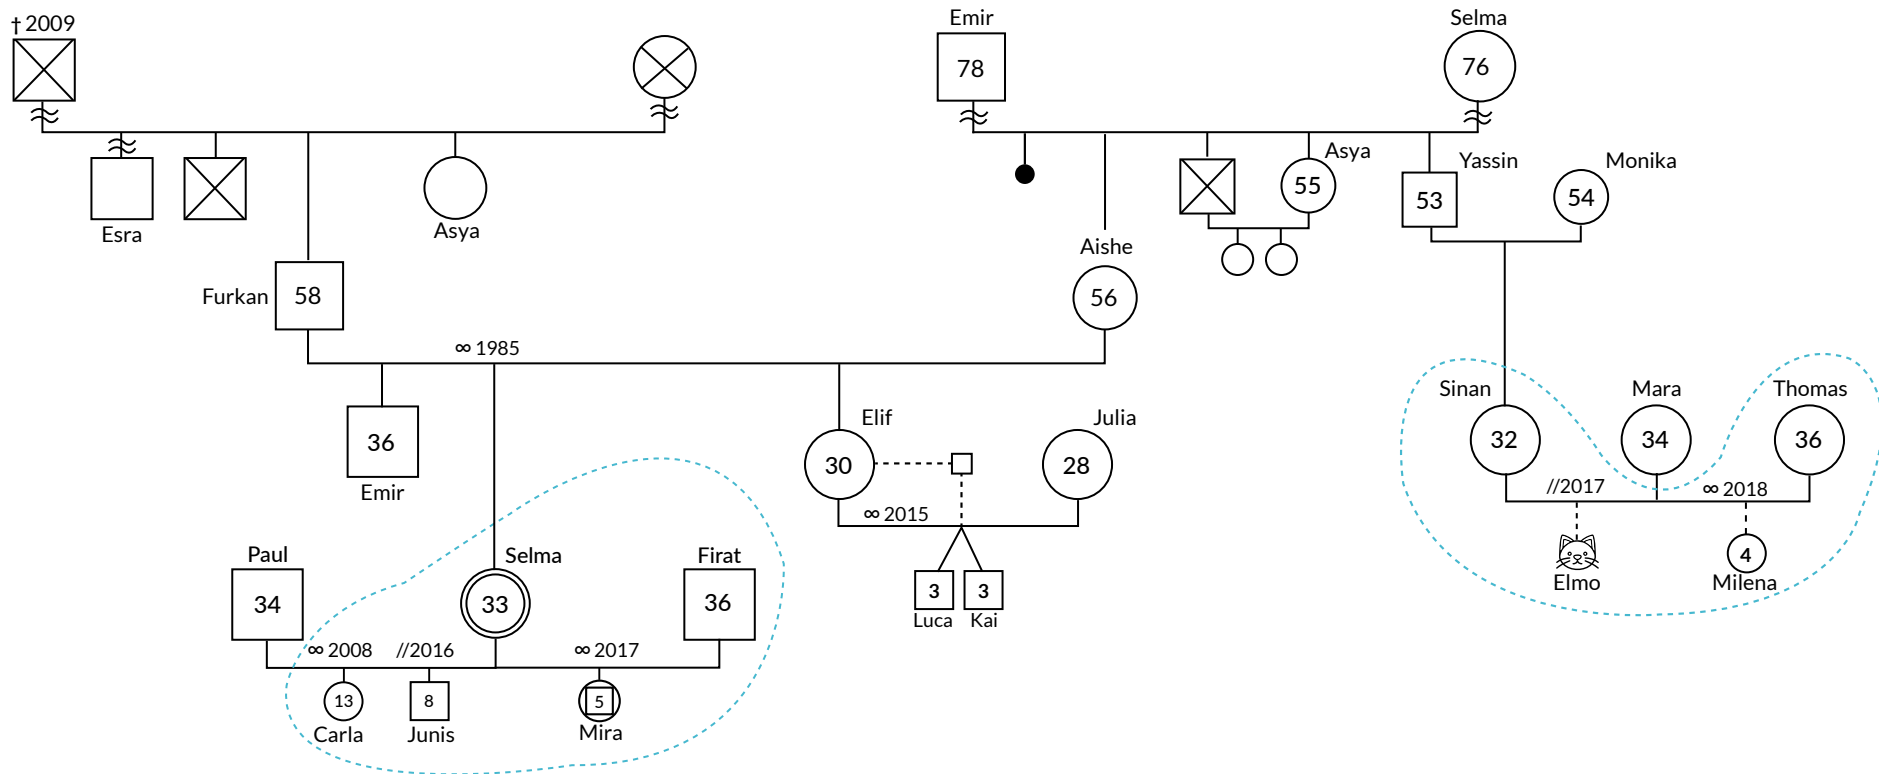 †2009
Emir
Selma
78
76
Esra
Asya
Asya
55
Yassin
53
Monika
54
Furkan
58
Aishe
56
∞ 1985
36
Emir
Elif
30
Julia
28
∞ 2015
3
3
Luca
Kai
Sinan
32
Mara
34
Thomas
36
//2017
∞ 2018
Elmo
4
Milena
Paul
34
Selma
33
Firat
36
∞ 2008
//2016
∞ 2017
13
Carla
8
Junis
5
Mira